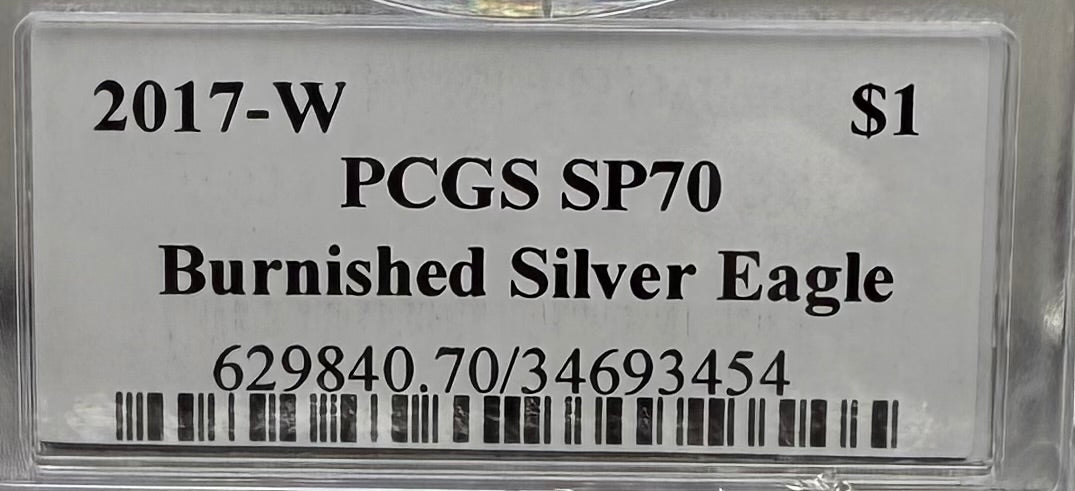 2017-W $1
PCGS SP70
Burnished Silver Eagle
629840.70/34693454